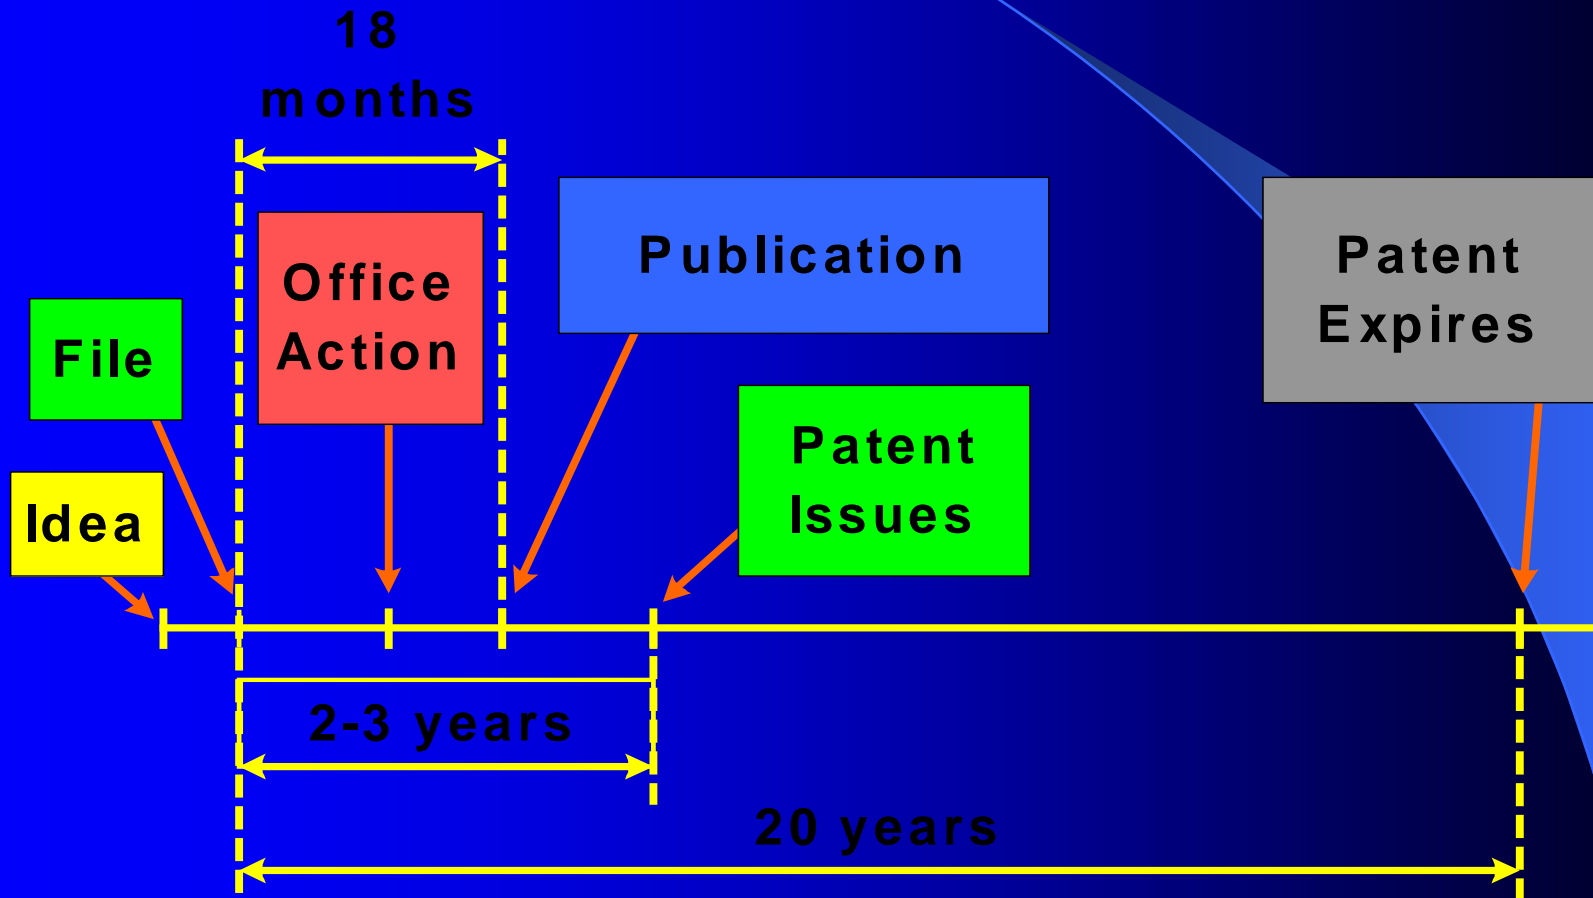 18
months
Office
Action
Publication
Patent
Expires
File
Patent
Issues
Idea
2-3 years
20 years